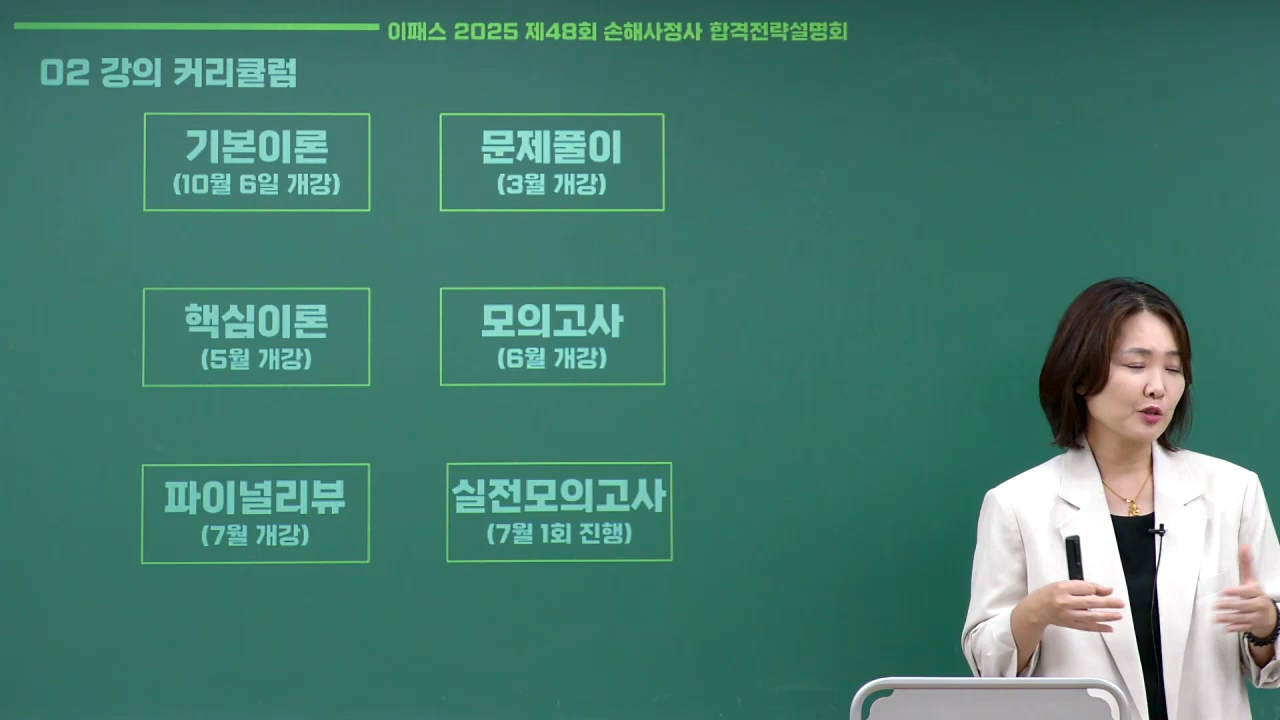 이패스 2025 제48회 손해사정사 합격전략설명회
02 강의 커리큘럼
기본이론
(10월 6일 개강)
문제풀이
(3월 개강)
핵심이론
(5월 개강)
모의고사
(6월 개강)
파이널리뷰
(7월 개강)
실전모의고사
(7월 1회 진행)